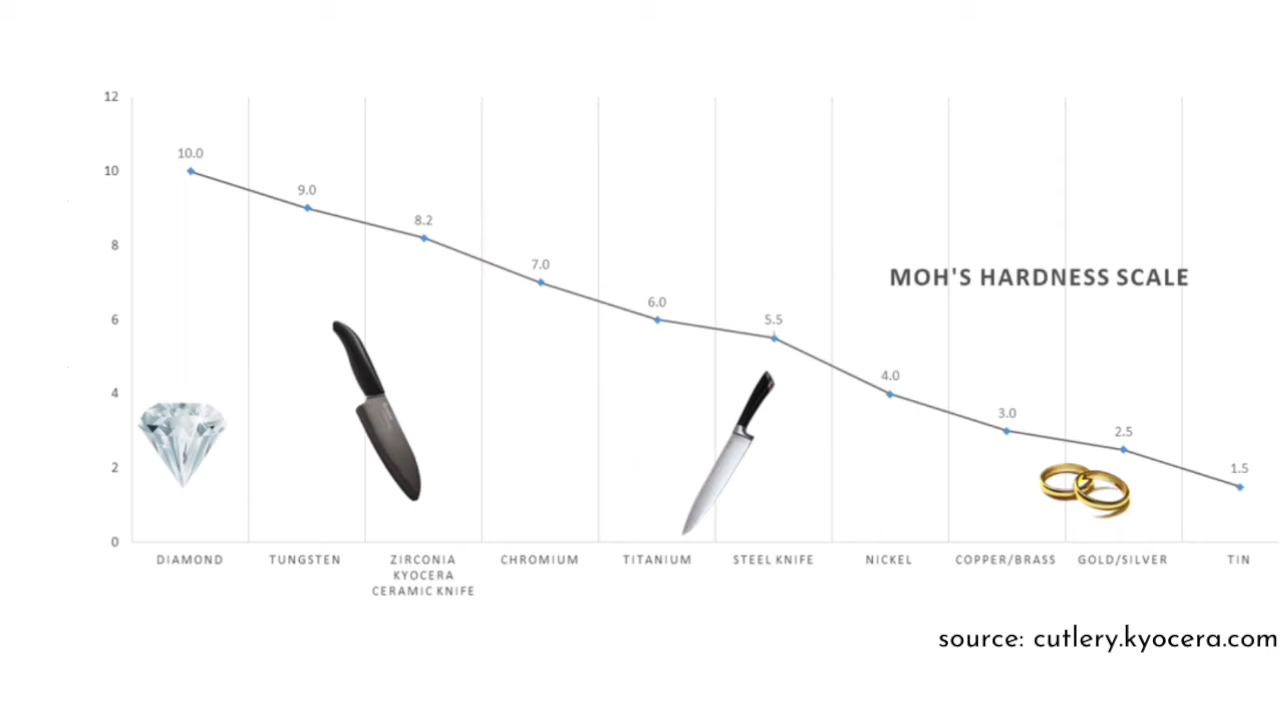 12
10
8
6
4
2
0
10.0
9.0
8.2
7.0
6.0
5.5
4.0
3.0
2.5
1.5
MOH'S HARDNESS SCALE
DIAMOND
TUNGSTEN
ZIRCONIA
KYOCERA
CERAMIC KNIFE
CHROMIUM
TITANIUM
STEEL KNIFE
NICKEL
COPPER/BRASS
GOLD/SILVER
TIN
source: cutlery.kyocera.com